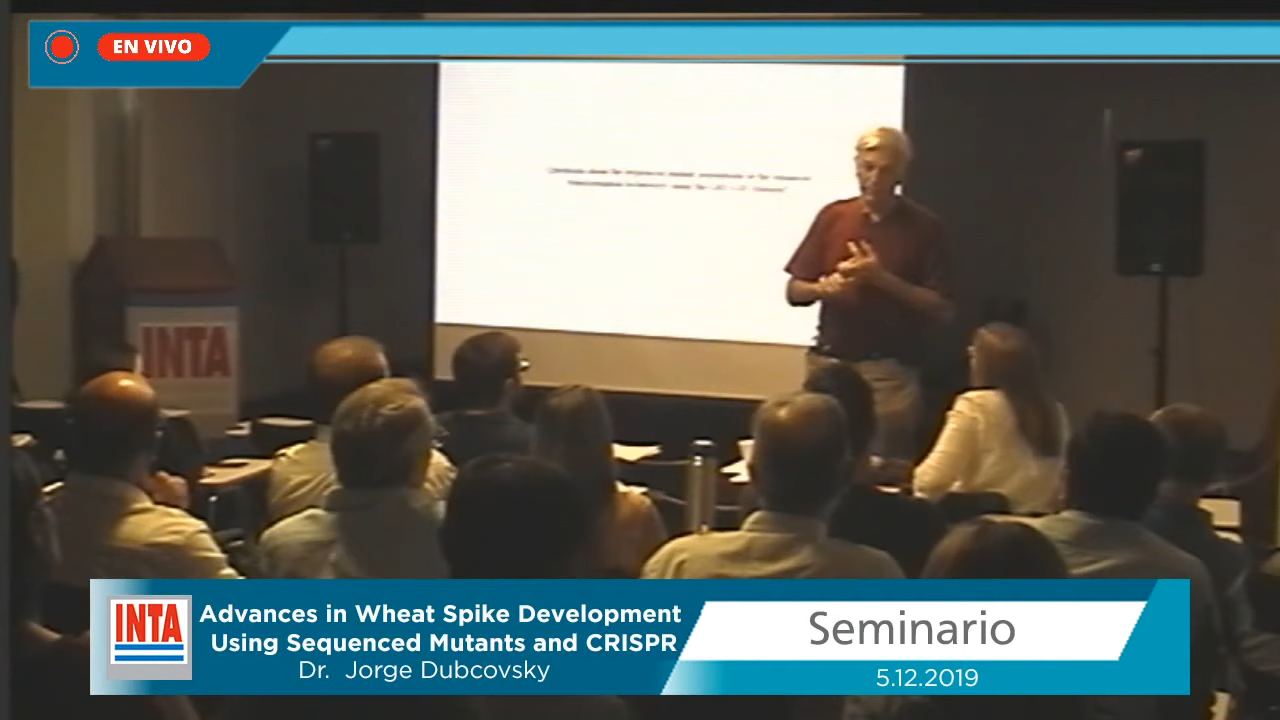 EN VIVO
INTA
INTA
Advances in Wheat Spike Development
Using Sequenced Mutants and CRISPR
Dr. Jorge Dubcovsky
Seminario
5.12.2019